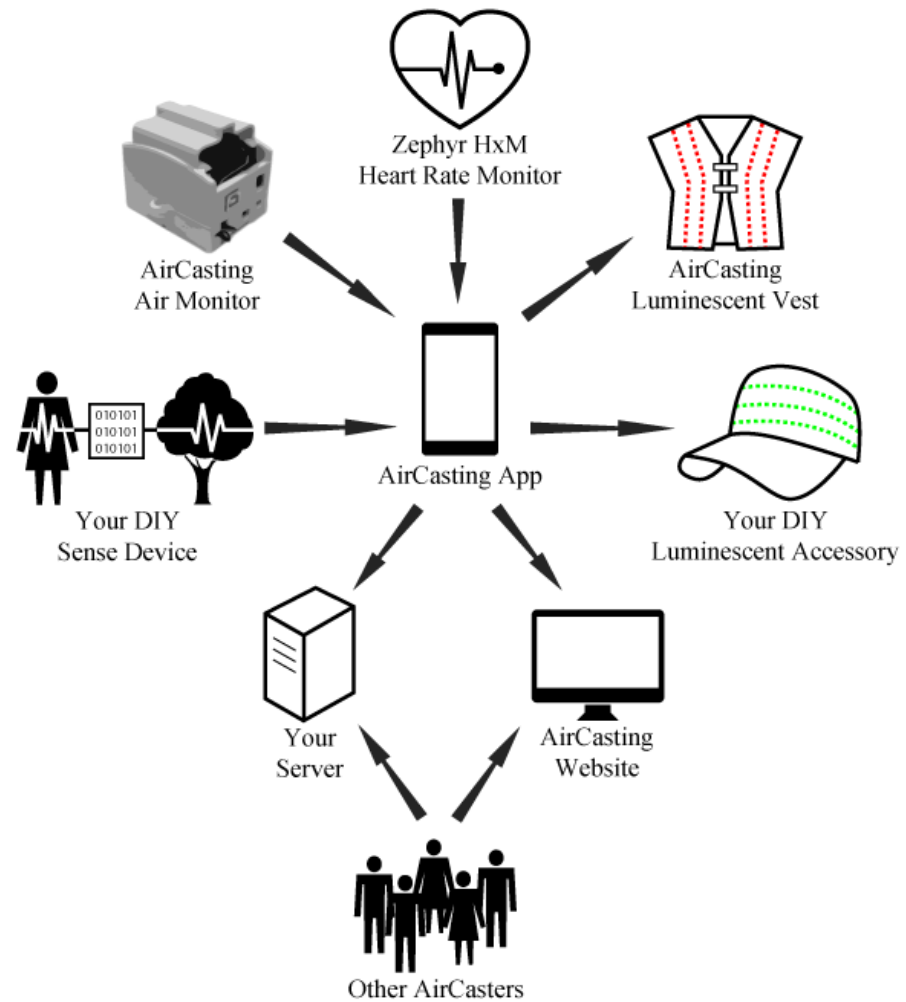 Zephyr HxM
Heart Rate Monitor
AirCasting
Air Monitor
AirCasting
Luminescent Vest
010101
010101
010101
AirCasting App
Your DIY
Sense Device
Your DIY
Luminescent Accessory
Your
Server
AirCasting
Website
Other AirCasters